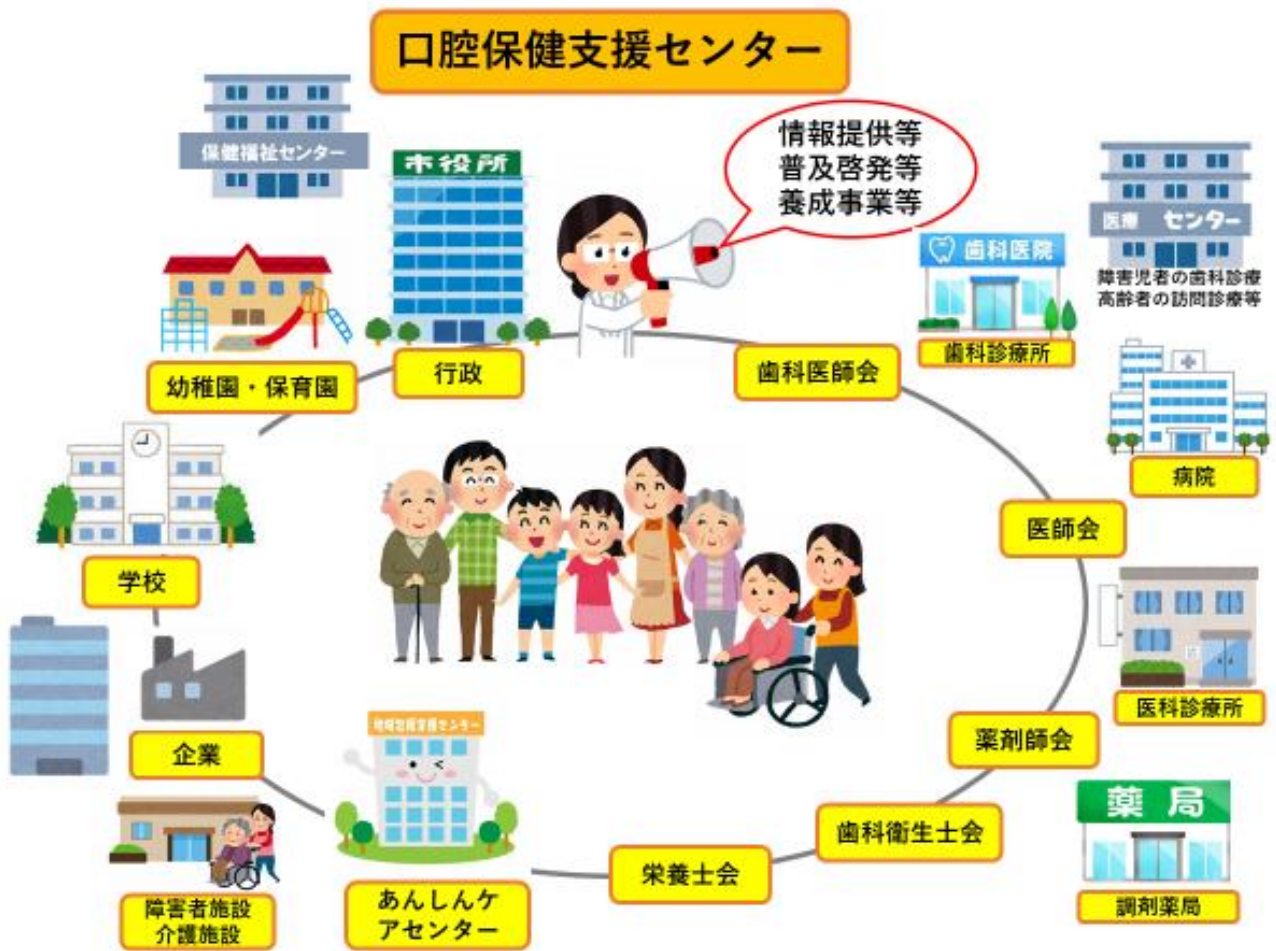 口腔保健支援センター
保健福祉センター
市役所
情報提供等
普及啓発等
養成事業等
歯科医院
医療 センター
障害児者の歯科診療
高齢者の訪問診療等
歯科診療所
幼稚園・保育園
行政
歯科医師会
病院
医師会
学校
医科診療所
企業
支援センター
薬剤師会
薬局
調剤薬局
歯科衛生士会
栄養士会
あんしんケ
アセンター
障害者施設
介護施設